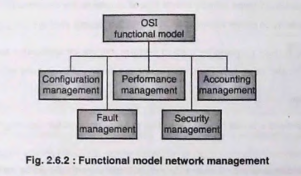 OSI
functional model
Configuration
management
Performance
management
Accounting
management
Fault
management
Security
management
Fig. 2.6.2 : Functional model network management